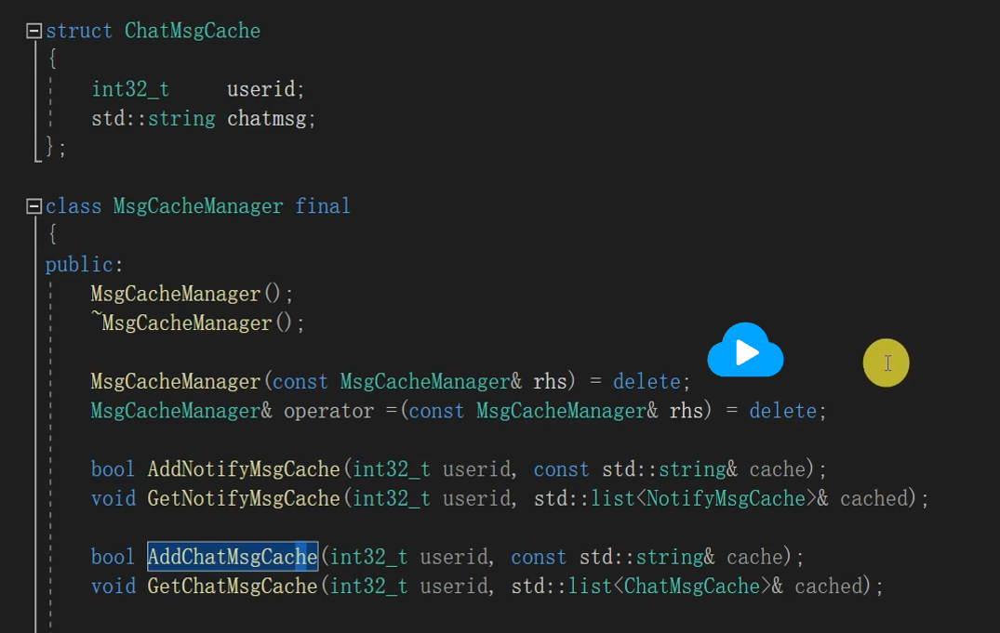 struct ChatMsgCache
{
int32_t userid;
std::string chatmsg;
};
class MsgCacheManager final
{
public:
MsgCacheManager();
~MsgCacheManager();
MsgCacheManager(const MsgCacheManager& rhs) = delete;
MsgCacheManager& operator =(const MsgCacheManager& rhs) = delete;
bool AddNotifyMsgCache(int32_t userid, const std::string& cache);
void GetNotifyMsgCache(int32_t userid, std::list<NotifyMsgCache>& cached);
bool AddChatMsgCache(int32_t userid, const std::string& cache);
void GetChatMsgCache(int32_t userid, std::list<ChatMsgCache>& cached);